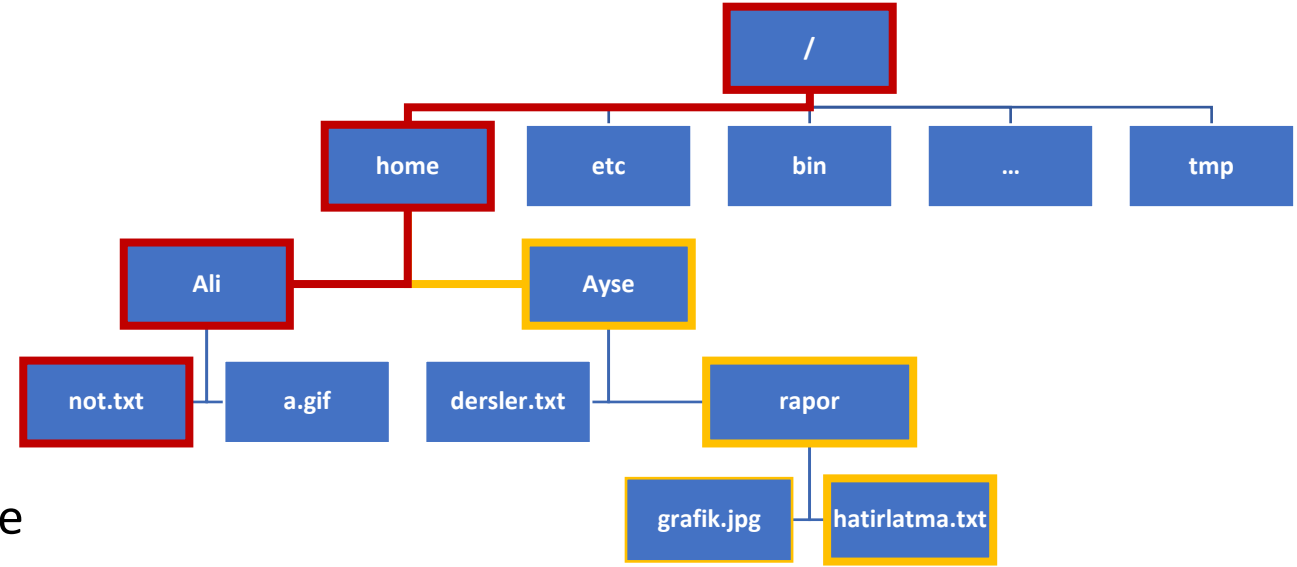 /
home etc bin ... tmp
Ali Ayse
not.txt a.gif dersler.txt rapor
grafik.jpg hatirlatma.txt
e